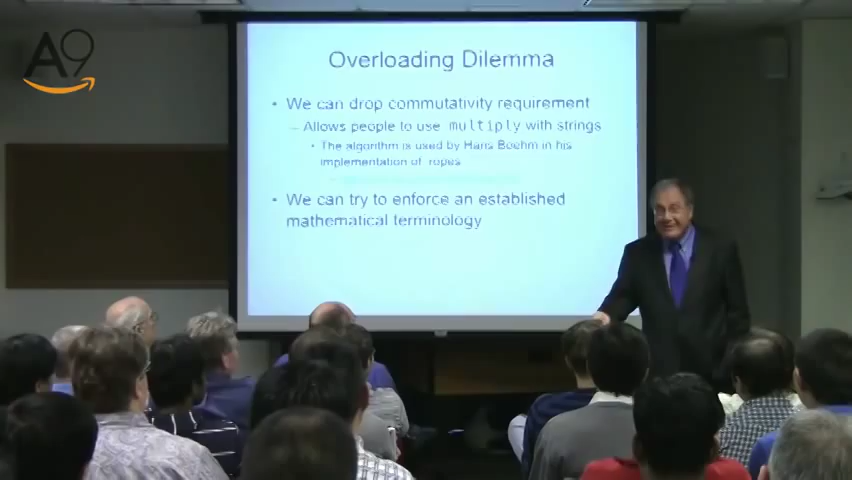 A9
Overloading Dilemma
• We can drop commutativity requirement
– Allows people to use multiply with strings
• The algorithm is used by Hans Boehm in his
implementation of ropes
• We can try to enforce an established
mathematical terminology